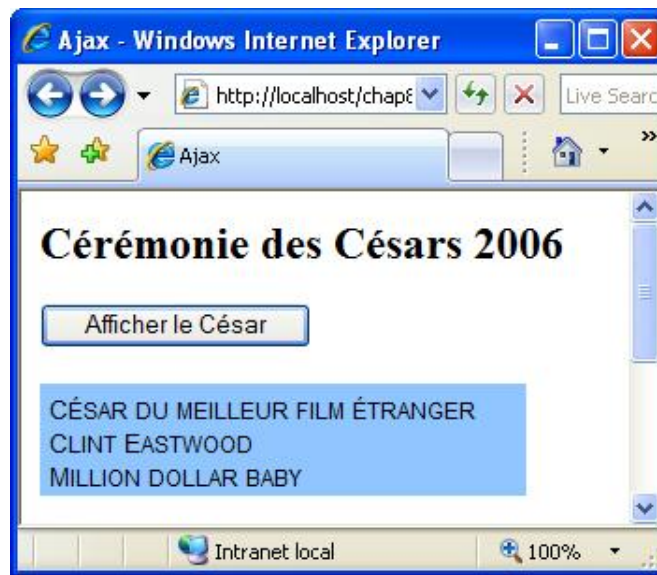 Ajax - Windows Internet Explorer
http://localhost/chap
Live Searc
Ajax
Cérémonie des Césars 2006
Afficher le César
CÉSAR DU MEILLEUR FILM ÉTRANGER
CLINT EASTWOOD
MILLION DOLLAR BABY
Intranet local
100%